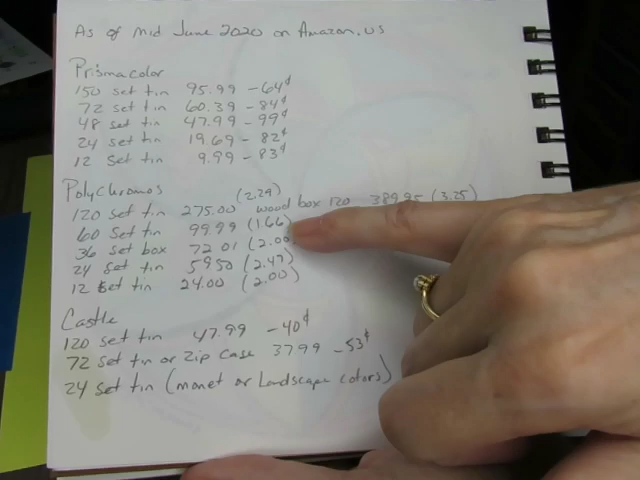 As of mid June 2020 on Amazon.us
Prismacolor
150 set tin 95.99 - 64¢
72 set tin 60.39 - 84¢
48 set tin 47.99 - 99¢
24 set tin 19.69 - 82¢
12 set tin 9.99 - 83¢
Polychromos
120 set tin 275.00 (2.29) wood box 120 389.95 (3.25)
60 set tin 99.99 (1.66)
36 set box 72.01 (2.00)
24 set tin 59.50 (2.47)
12 set tin 24.00 (2.00)
Castle
120 set tin 47.99 - 40¢
72 set tin or Zip Case 37.99 - 53¢
24 set tin (monet or Landscape colors)